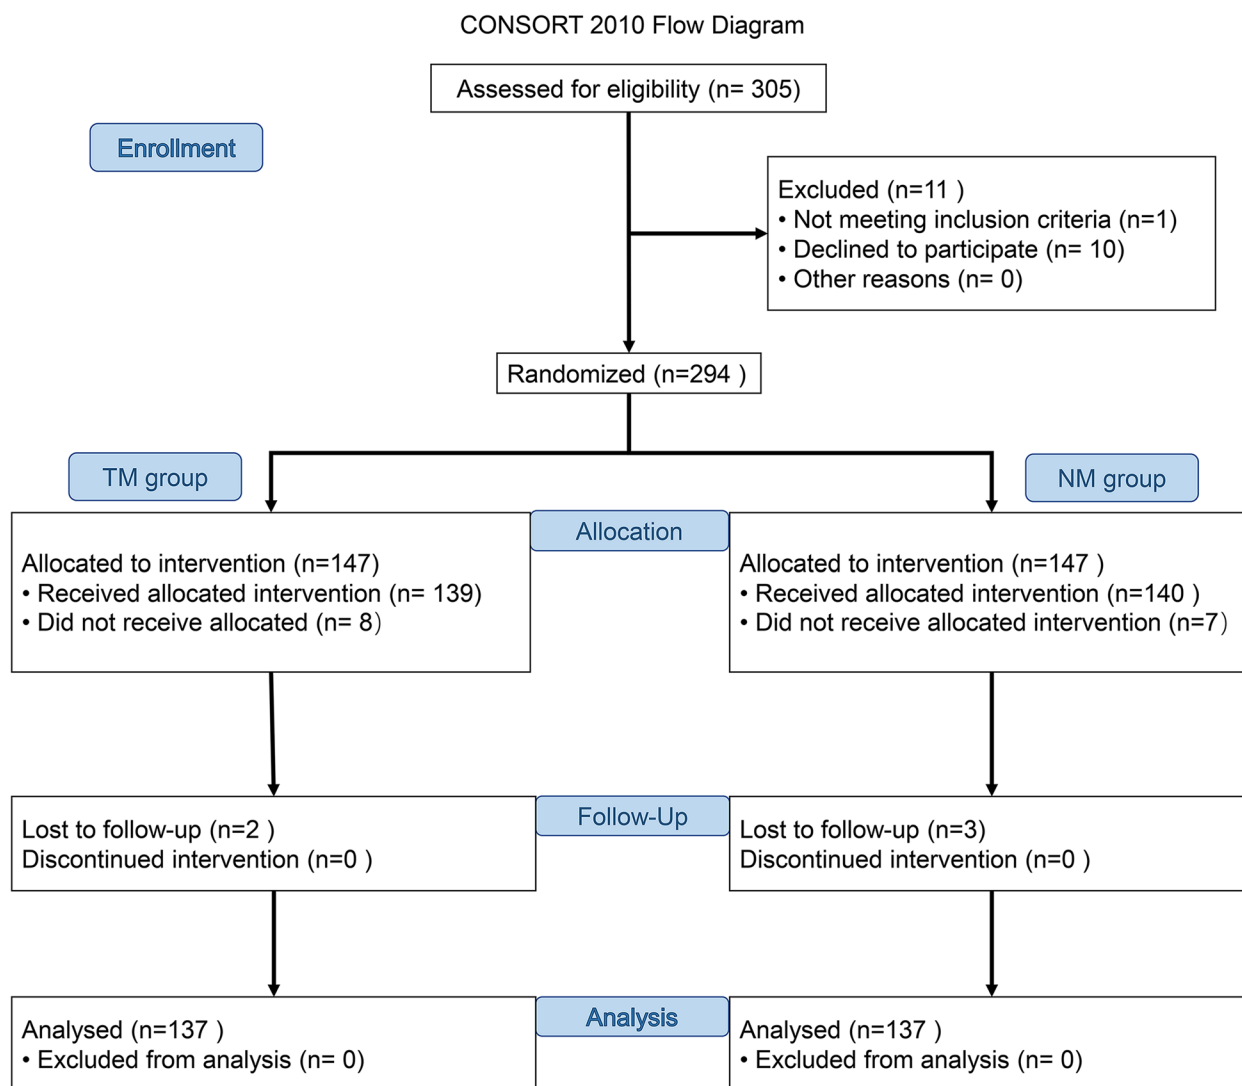 CONSORT 2010 Flow Diagram
Assessed for eligibility (n= 305)
Enrollment
Excluded (n=11 )
• Not meeting inclusion criteria (n=1)
• Declined to participate (n= 10)
• Other reasons (n= 0)
Randomized (n=294 )
TM group
NM group
Allocation
Allocated to intervention (n=147)
• Received allocated intervention (n= 139)
• Did not receive allocated (n= 8）
Allocated to intervention (n=147 )
• Received allocated intervention (n=140 )
• Did not receive allocated intervention (n=7)
Follow-Up
Lost to follow-up (n=2 )
Discontinued intervention (n=0 )
Lost to follow-up (n=3)
Discontinued intervention (n=0 )
Analysis
Analysed (n=137 )
• Excluded from analysis (n= 0)
Analysed (n=137 )
• Excluded from analysis (n= 0)